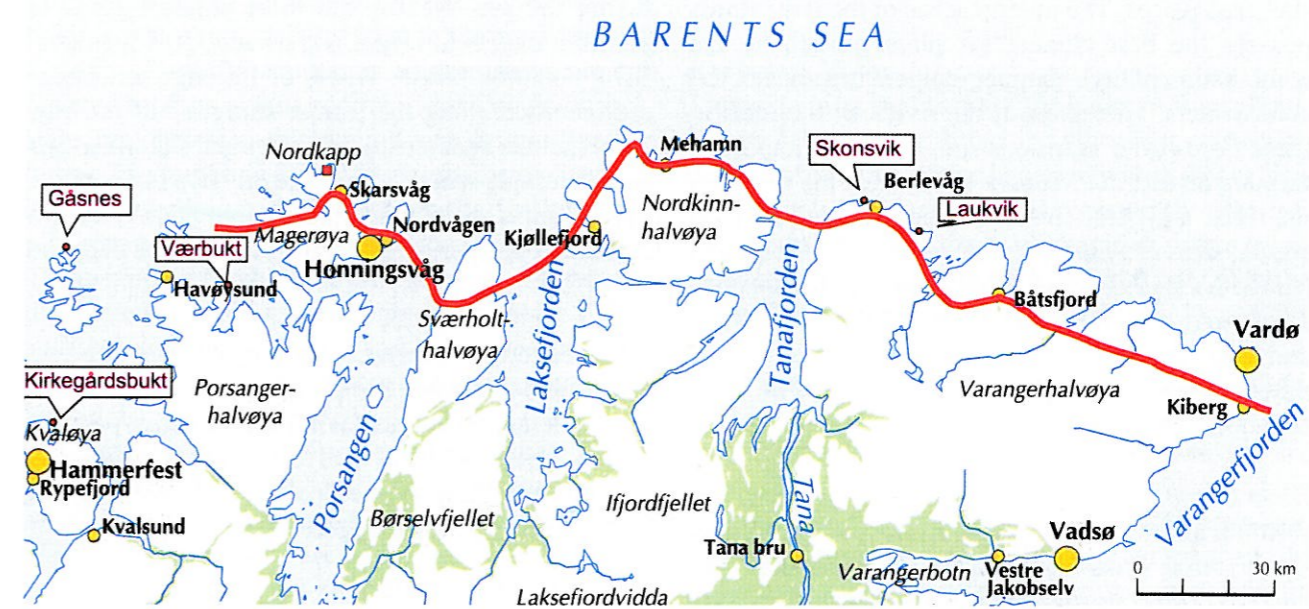 BARENTS SEA
Nordkapp
Mehamn
Skonsvik
Skarsvåg
Berlevåg
Gåsnes
Nordkinn-
halvøya
Laukvik
Magerøya
Nordvågen
Kjøllefjord
Værbukt
Honningsvåg
Havøysund
Båtsfjord
Sværholt-
halvøya
Laksefjorden
Tanafjorden
Vardø
Kirkegårdsbukt
Porsanger-
halvøya
Varangerhalvøya
Kiberg
Kvaløya
Hammerfest
Rypefjord
Porsangen
Varangerfjorden
Ifjordfjellet
Børselvfjellet
Tana
Kvalsund
Tana bru
Vadsø
Varangerbotn
Vestre
Jakobselv
0 30 km
Laksefjordvidda